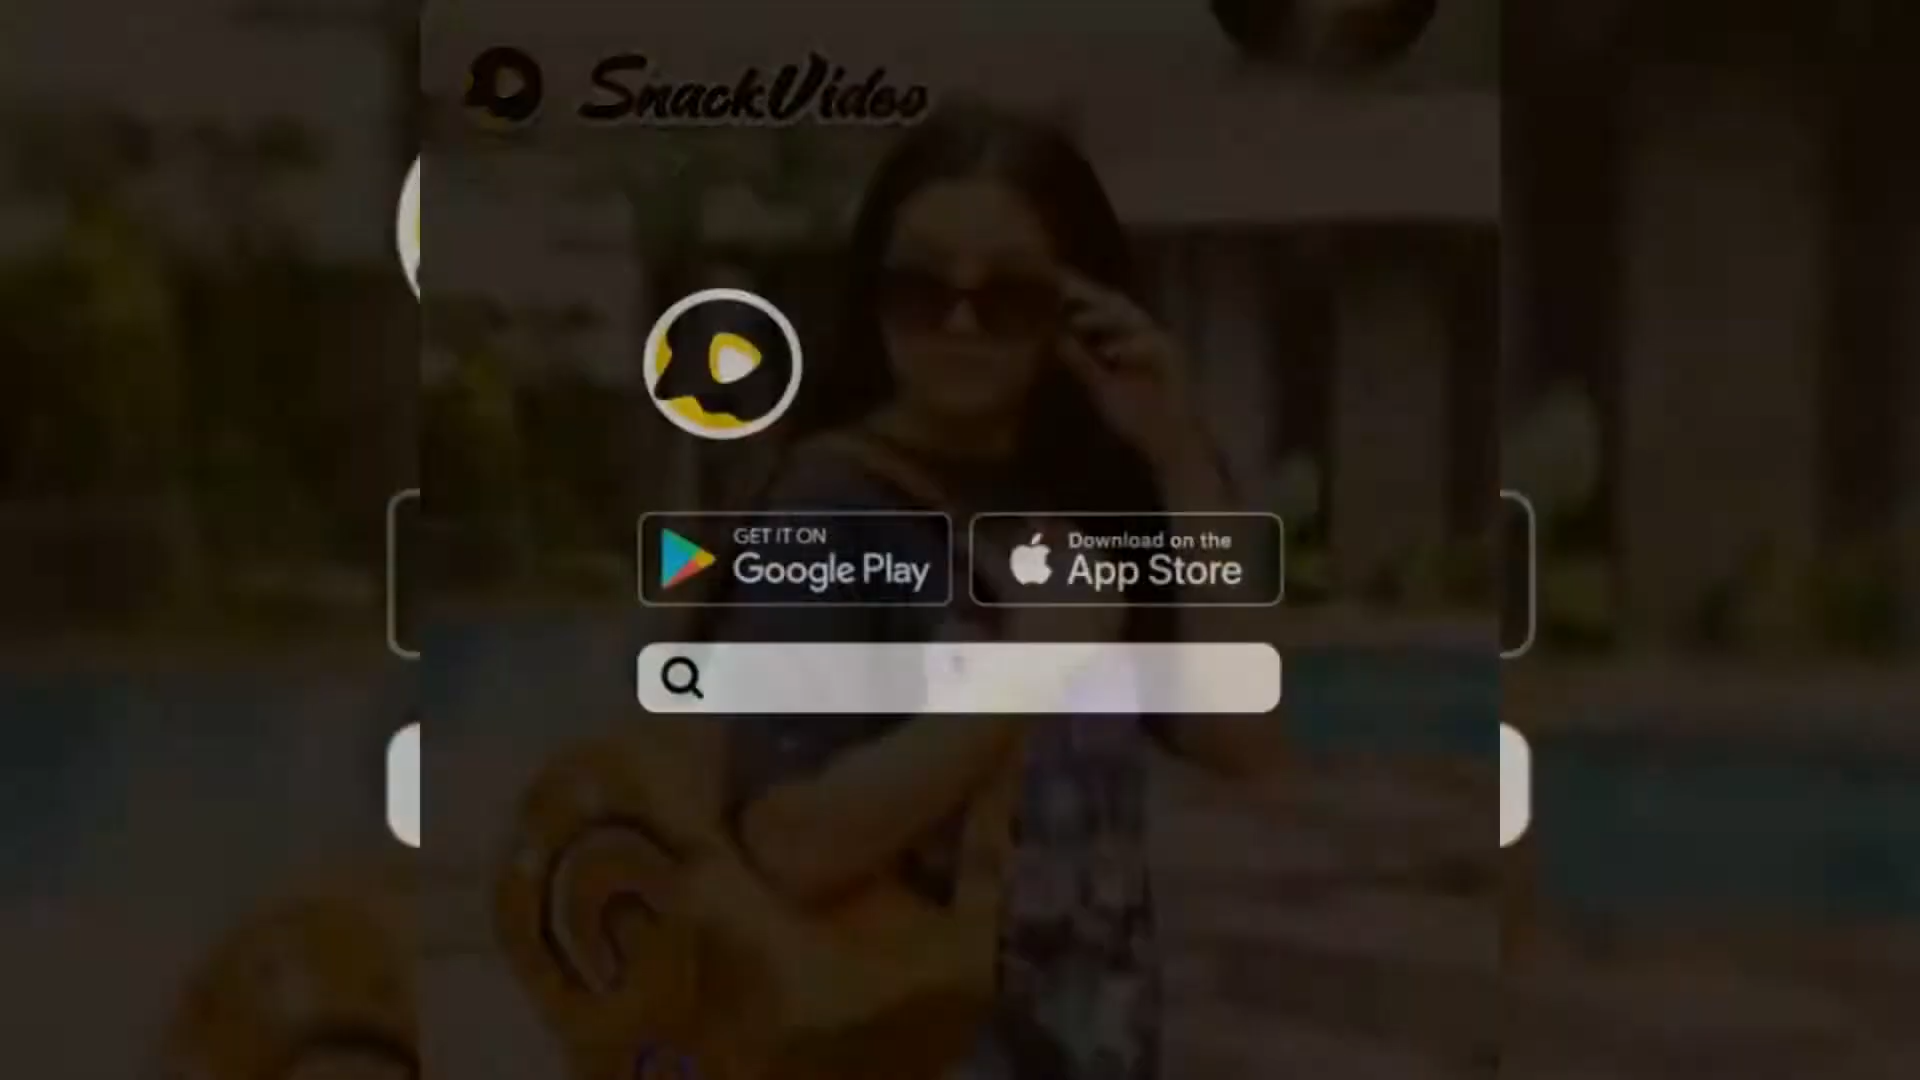 SnackVideo
GET IT ON
Google Play
Download on the
App Store